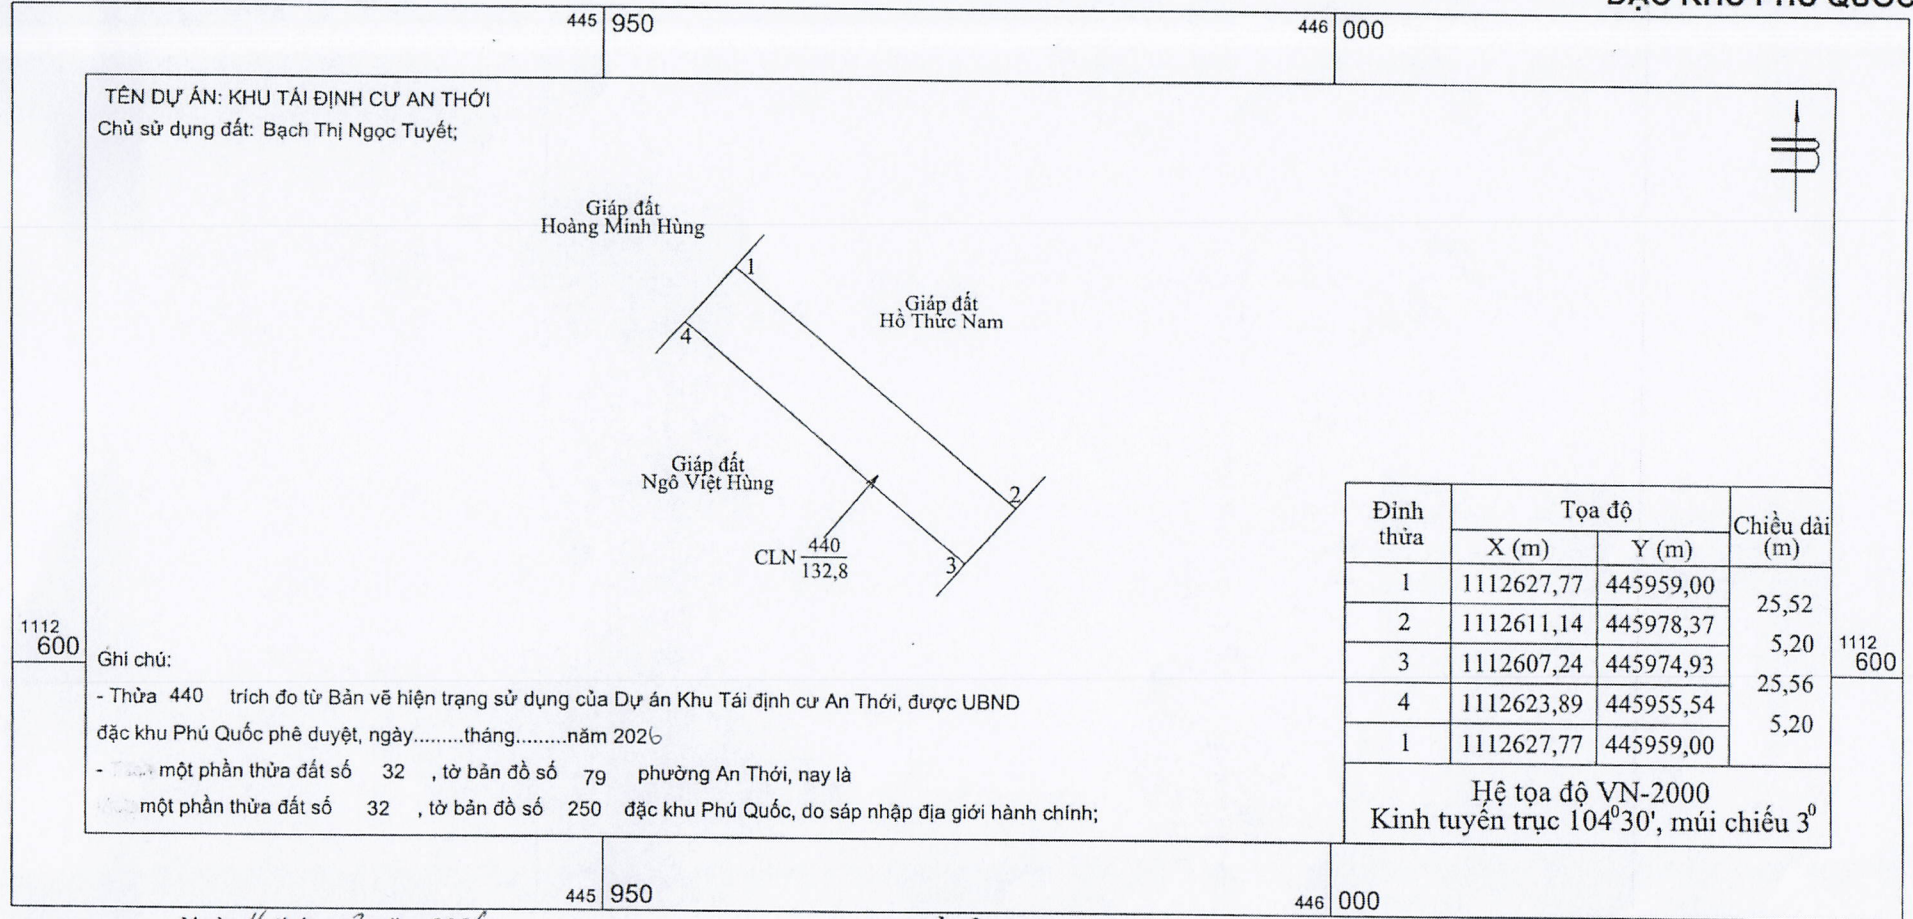 ĐẶC KHU PHÚ QUỐC
445 950
446 000
TÊN DỰ ÁN: KHU TÁI ĐỊNH CƯ AN THỚI
Chủ sử dụng đất: Bạch Thị Ngọc Tuyết;
B
Giáp đất
Hoàng Minh Hùng
1
Giáp đất
Hồ Thức Nam
4
Giáp đất
Ngô Việt Hùng
2
3
CLN 440
132,8
Đỉnh thửa Tọa độ Chiều dài (m)
X (m) Y (m)
1 1112627,77 445959,00
25,52
2 1112611,14 445978,37
5,20
3 1112607,24 445974,93
25,56
4 1112623,89 445955,54
5,20
1 1112627,77 445959,00
Hệ tọa độ VN-2000
Kinh tuyến trục 104⁰30', múi chiếu 3⁰
1112
600
1112
600
Ghi chú:
- Thửa 440 trích đo từ Bản vẽ hiện trạng sử dụng của Dự án Khu Tái định cư An Thới, được UBND
đặc khu Phú Quốc phê duyệt, ngày.........tháng.........năm 2026
- một phần thửa đất số 32 , tờ bản đồ số 79 phường An Thới, nay là
một phần thửa đất số 32 , tờ bản đồ số 250 đặc khu Phú Quốc, do sáp nhập địa giới hành chính;
445 950
446 000